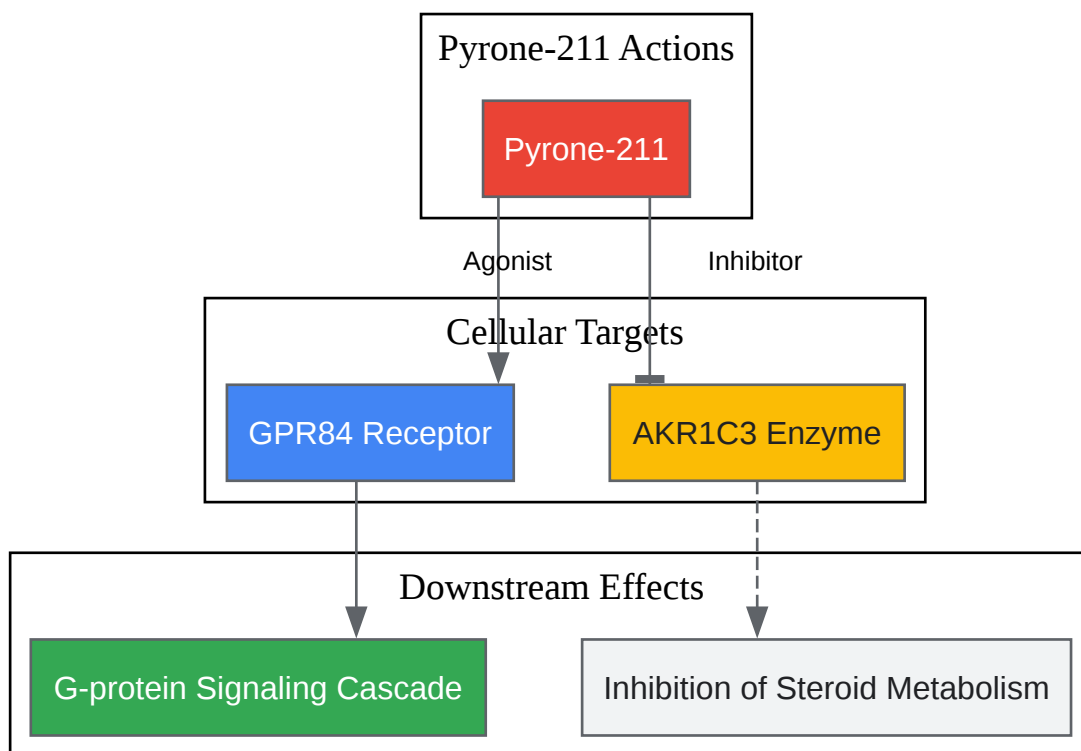 Pyrone-211 Actions
Pyrone-211
Agonist
Inhibitor
Cellular Targets
GPR84 Receptor
AKR1C3 Enzyme
Downstream Effects
G-protein Signaling Cascade
Inhibition of Steroid Metabolism